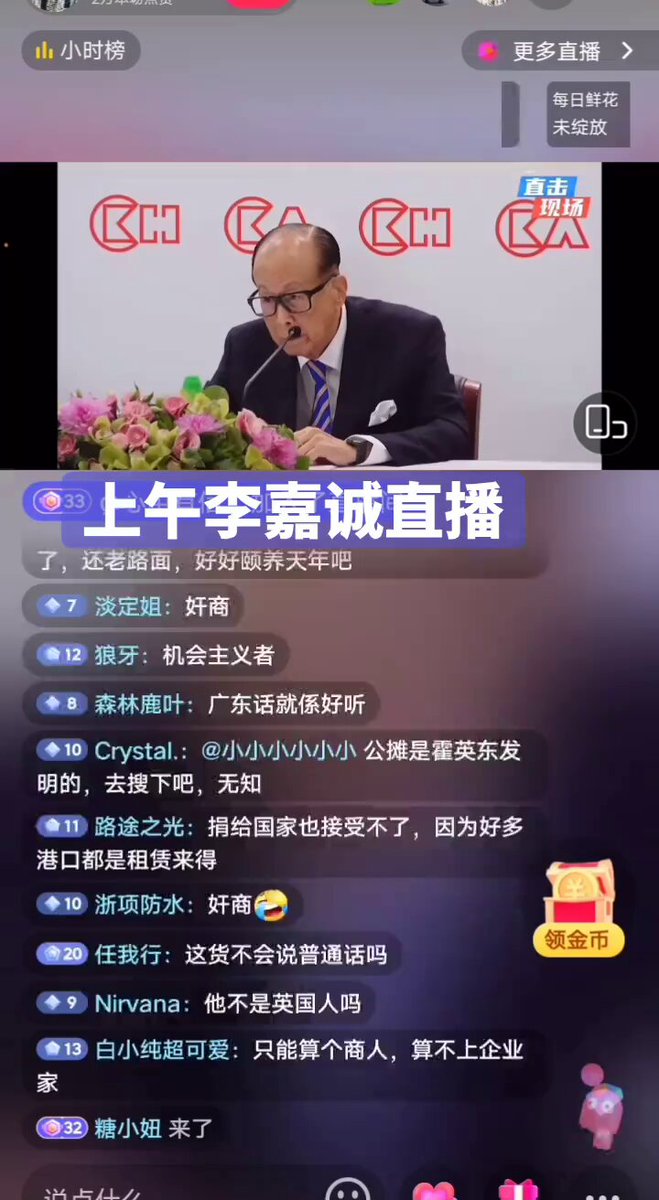 小时榜
更多直播
每日鲜花
未绽放
直击
现场
CKH CKA CKH CKA
33
上午李嘉诚直播
了，还老路面，好好颐养天年吧
7 淡定姐：奸商
12 狼牙：机会主义者
8 森林鹿叶：广东话就係好听
10 Crystal.：@小小小小小小 公摊是霍英东发
明的，去搜下吧，无知
11 路途之光：捐给国家也接受不了，因为好多
港口都是租赁来得
10 浙项防水：奸商🤣
领金币
20 任我行：这货不会说普通话吗
9 Nirvana：他不是英国人吗
13 白小纯超可爱：只能算个商人，算不上企业
家
32 糖小妞 来了
说点什么